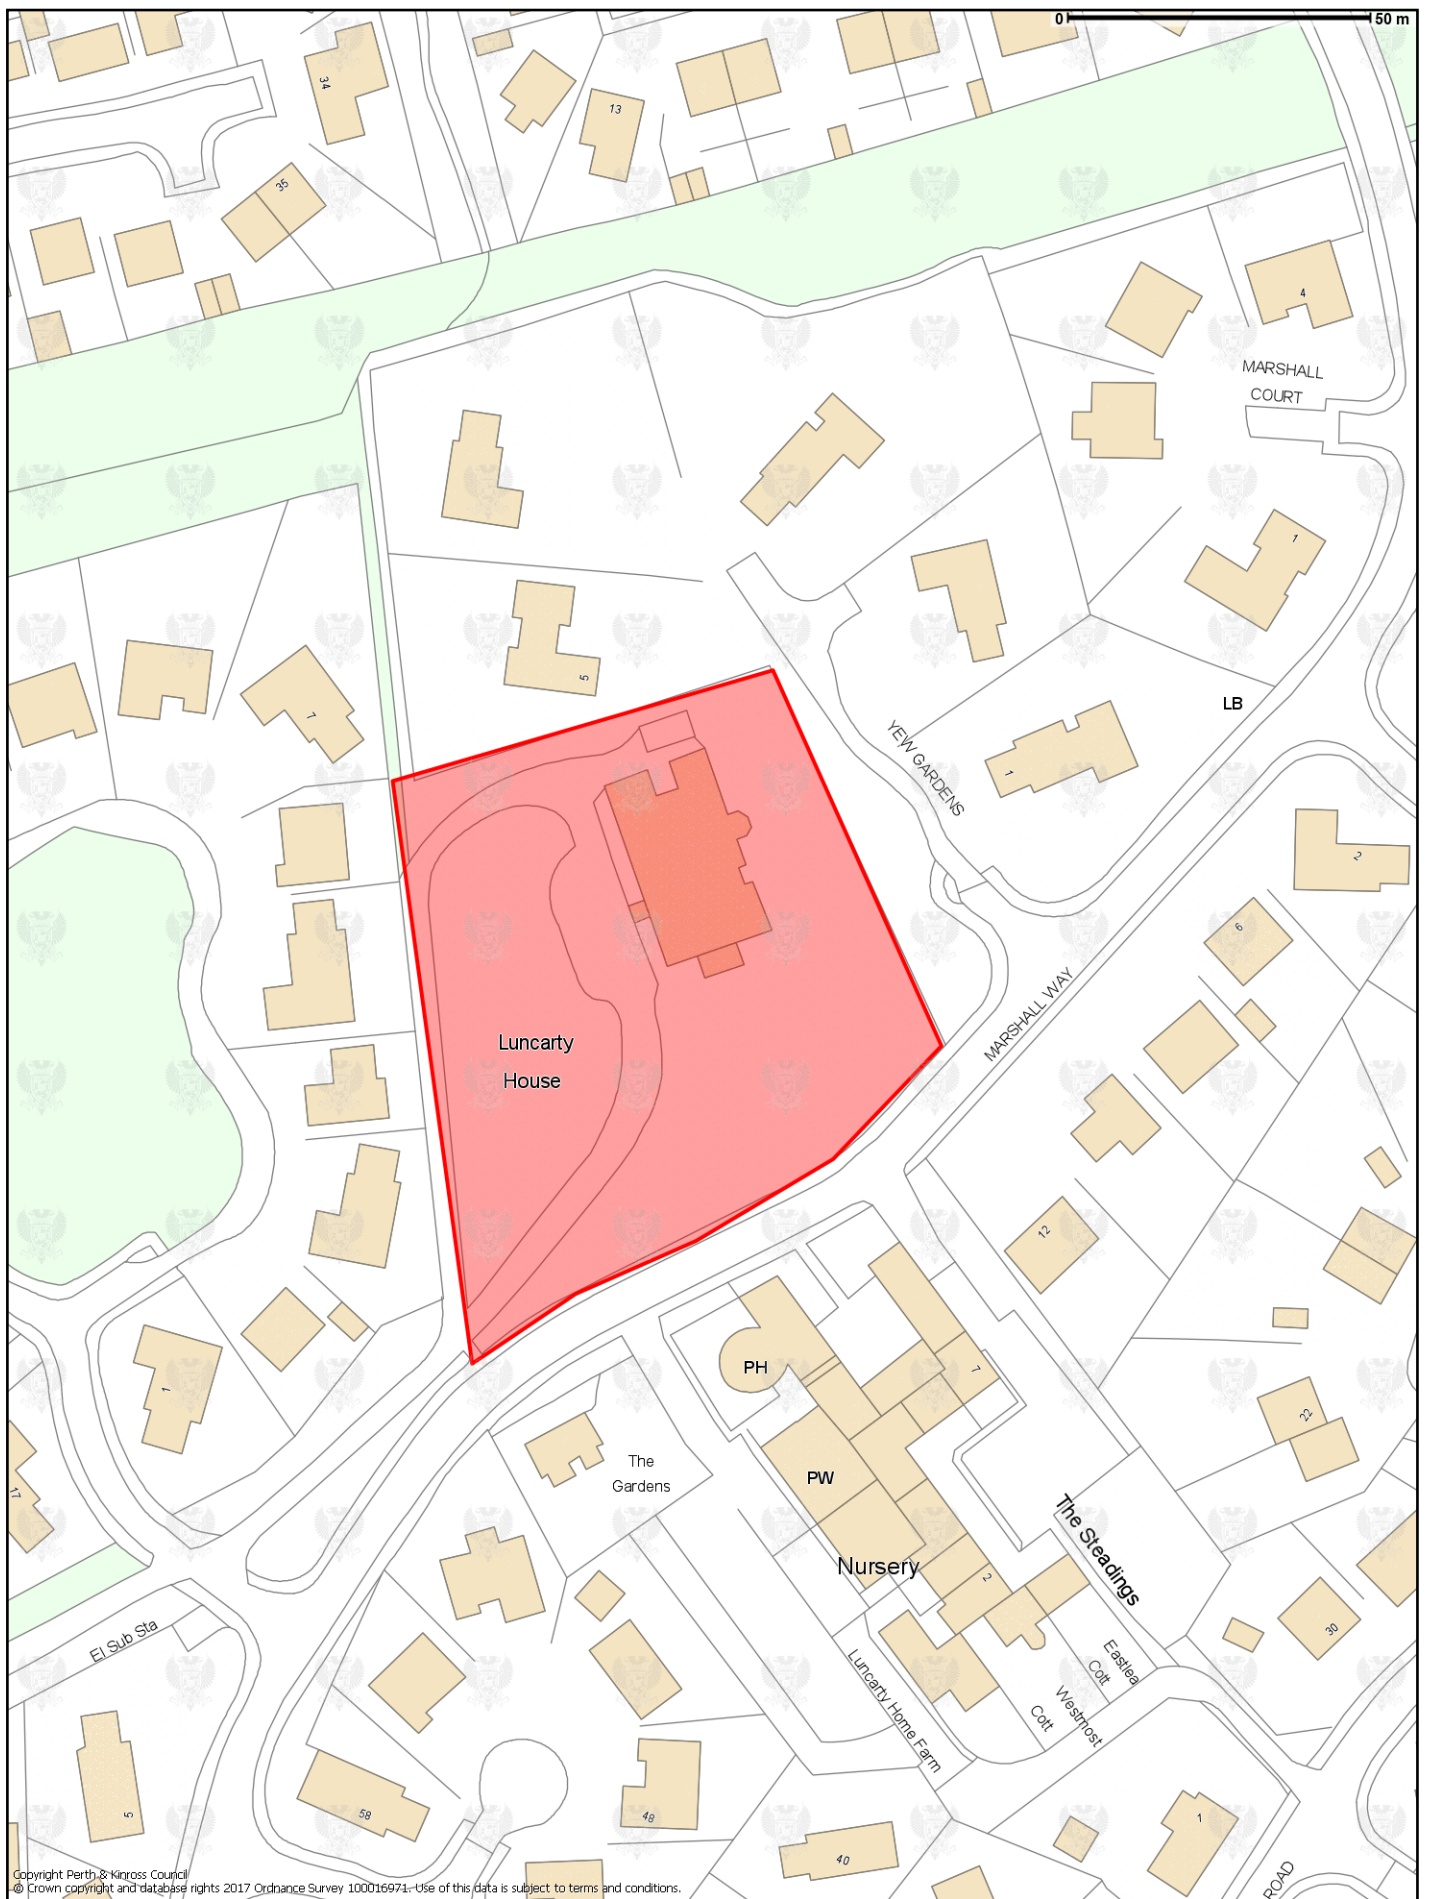 0 50 m
34
13
35
4
MARSHALL
COURT
1
5
7
LB
YEW GARDENS
1
2
6
MARSHALL WAY
Luncarty
House
12
PH
7
1
22
The
Gardens
PW
17
The Steadings
Nursery
2
30
El Sub Sta
Eastlea
Cott
Luncarty Home Farm
Westmost
Cott
5
58
48
1
40
ROAD
Copyright Perth & Kinross Council
© Crown copyright and database rights 2017 Ordnance Survey 100016971. Use of this data is subject to terms and conditions.